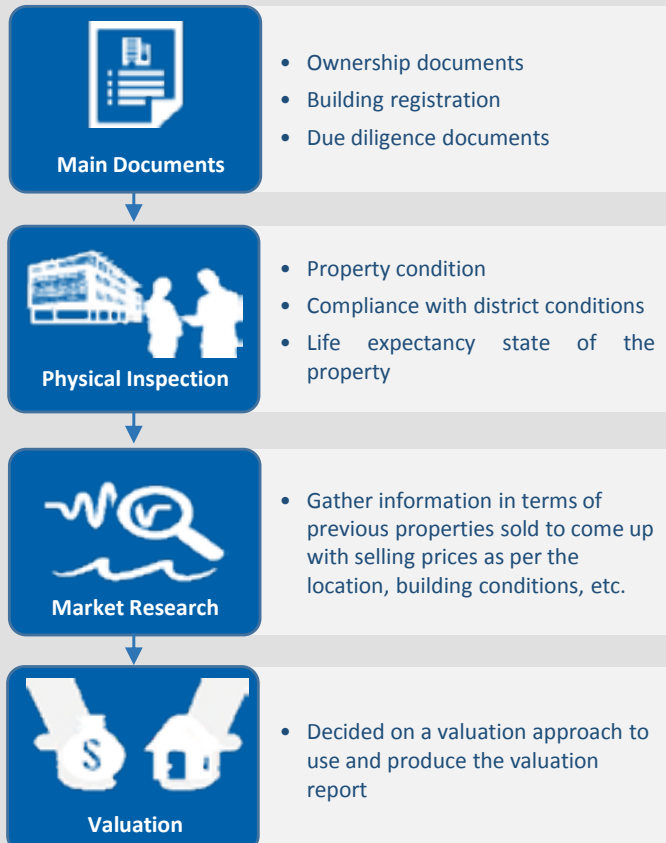 • Ownership documents
• Building registration
• Due diligence documents
Main Documents
• Property condition
• Compliance with district conditions
• Life expectancy state of the
property
Physical Inspection
• Gather information in terms of
previous properties sold to come up
with selling prices as per the
location, building conditions, etc.
Market Research
$
• Decided on a valuation approach to
use and produce the valuation
report
Valuation